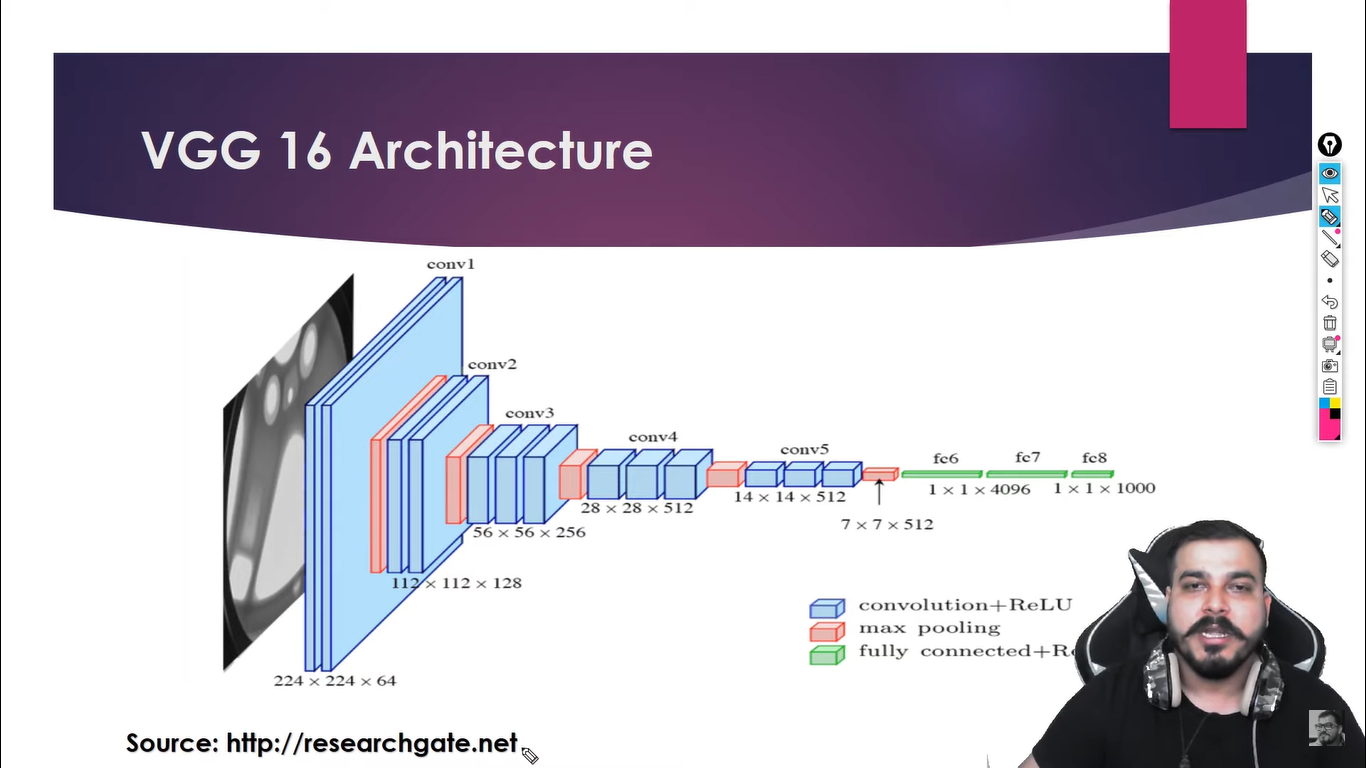 VGG 16 Architecture
conv1
conv2
conv3
conv4
conv5
fc6
fc7
fc8
1 × 1 × 4096
1 × 1 × 1000
14 × 14 × 512
28 × 28 × 512
7 × 7 × 512
56 × 56 × 256
112 × 112 × 128
224 × 224 × 64
convolution+ReLU
max pooling
fully connected+Re
Source: http://researchgate.net